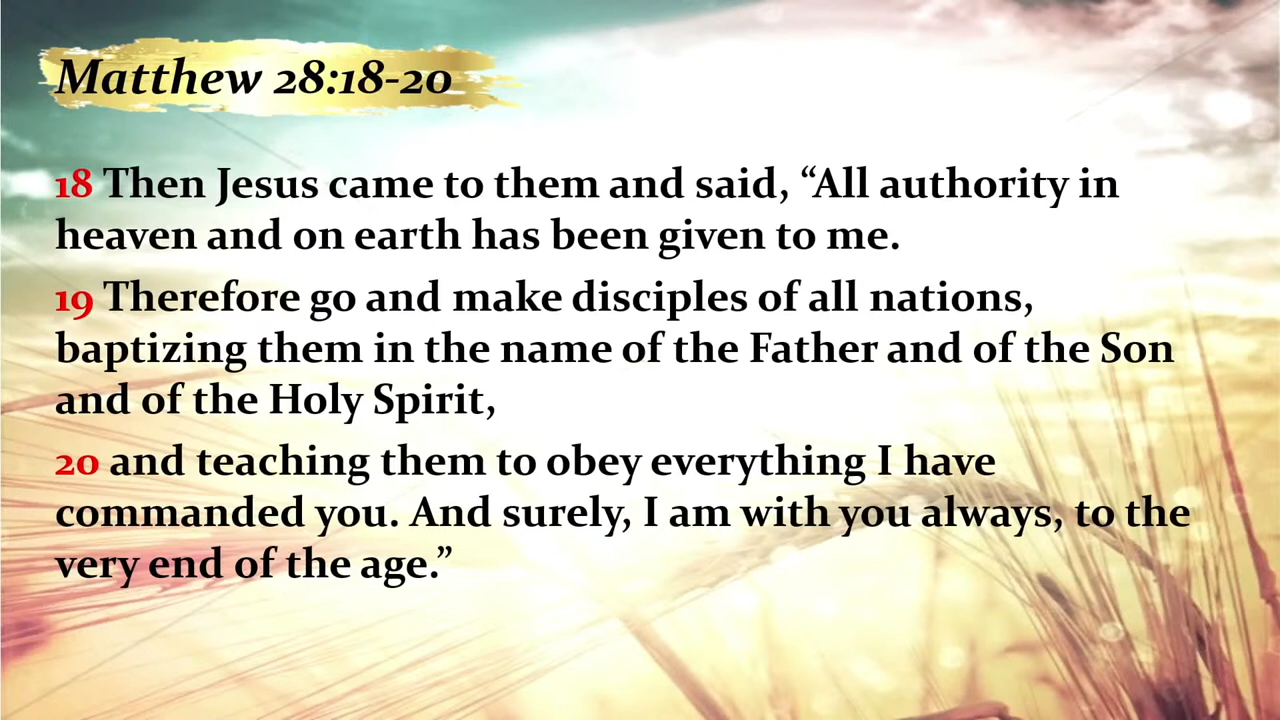 Matthew 28:18-20
18 Then Jesus came to them and said, “All authority in
heaven and on earth has been given to me.
19 Therefore go and make disciples of all nations,
baptizing them in the name of the Father and of the Son
and of the Holy Spirit,
20 and teaching them to obey everything I have
commanded you. And surely, I am with you always, to the
very end of the age.”